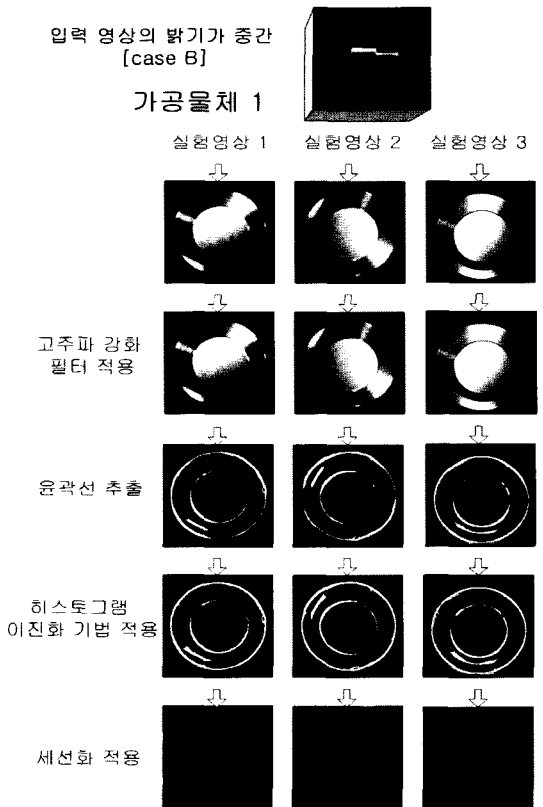 입력 영상의 밝기가 중간
[case B]
가공물체 1
실험영상 1 실험영상 2 실험영상 3
고주파 강화
필터 적용
윤곽선 추출
히스토그램
이진화 기법 적용
세선화 적용